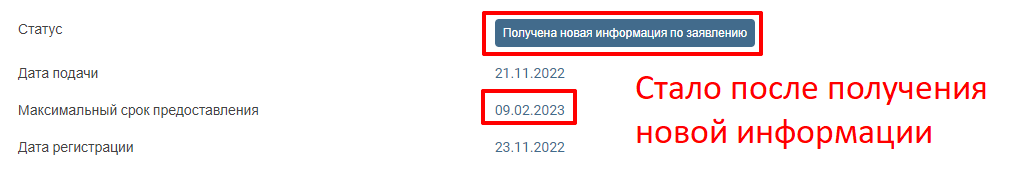 Статус Получена новая информация по заявлению
Дата подачи 21.11.2022
Максимальный срок предоставления 09.02.2023
Дата регистрации 23.11.2022
Стало после получения
новой информации